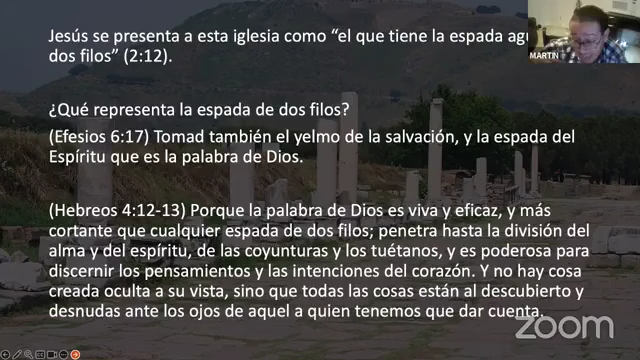 Jesús se presenta a esta iglesia como “el que tiene la espada
dos filos” (2:12).
MARTIN
¿Qué representa la espada de dos filos?
(Efesios 6:17) Tomad también el yelmo de la salvación, y la espada del
Espíritu que es la palabra de Dios.
(Hebreos 4:12-13) Porque la palabra de Dios es viva y eficaz, y más
cortante que cualquier espada de dos filos; penetra hasta la división del
alma y del espíritu, de las coyunturas y los tuétanos, y es poderosa para
discernir los pensamientos y las intenciones del corazón. Y no hay cosa
creada oculta a su vista, sino que todas las cosas están al descubierto y
desnudas ante los ojos de aquel a quien tenemos que dar cuenta.
zoom